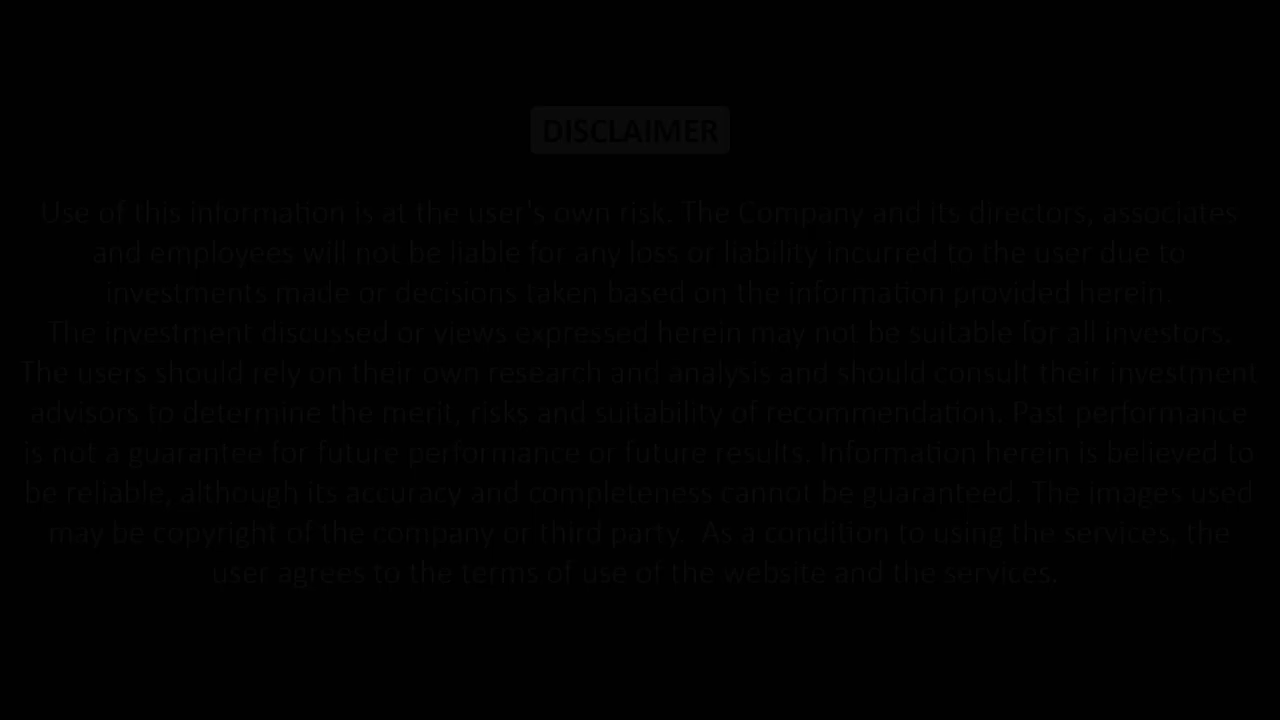 DISCLAIMER
Use of this information is at the user's own risk. The Company and its directors, associates
and employees will not be liable for any loss or liability incurred to the user due to
investments made or decisions taken based on the information provided herein.
The investment discussed or views expressed herein may not be suitable for all investors.
The users should rely on their own research and analysis and should consult their investment
advisors to determine the merit, risks and suitability of recommendation. Past performance
is not a guarantee for future performance or future results. Information herein is believed to
be reliable, although its accuracy and completeness cannot be guaranteed. The images used
may be copyright of the company or third party.  As a condition to using the services, the
user agrees to the terms of use of the website and the services.